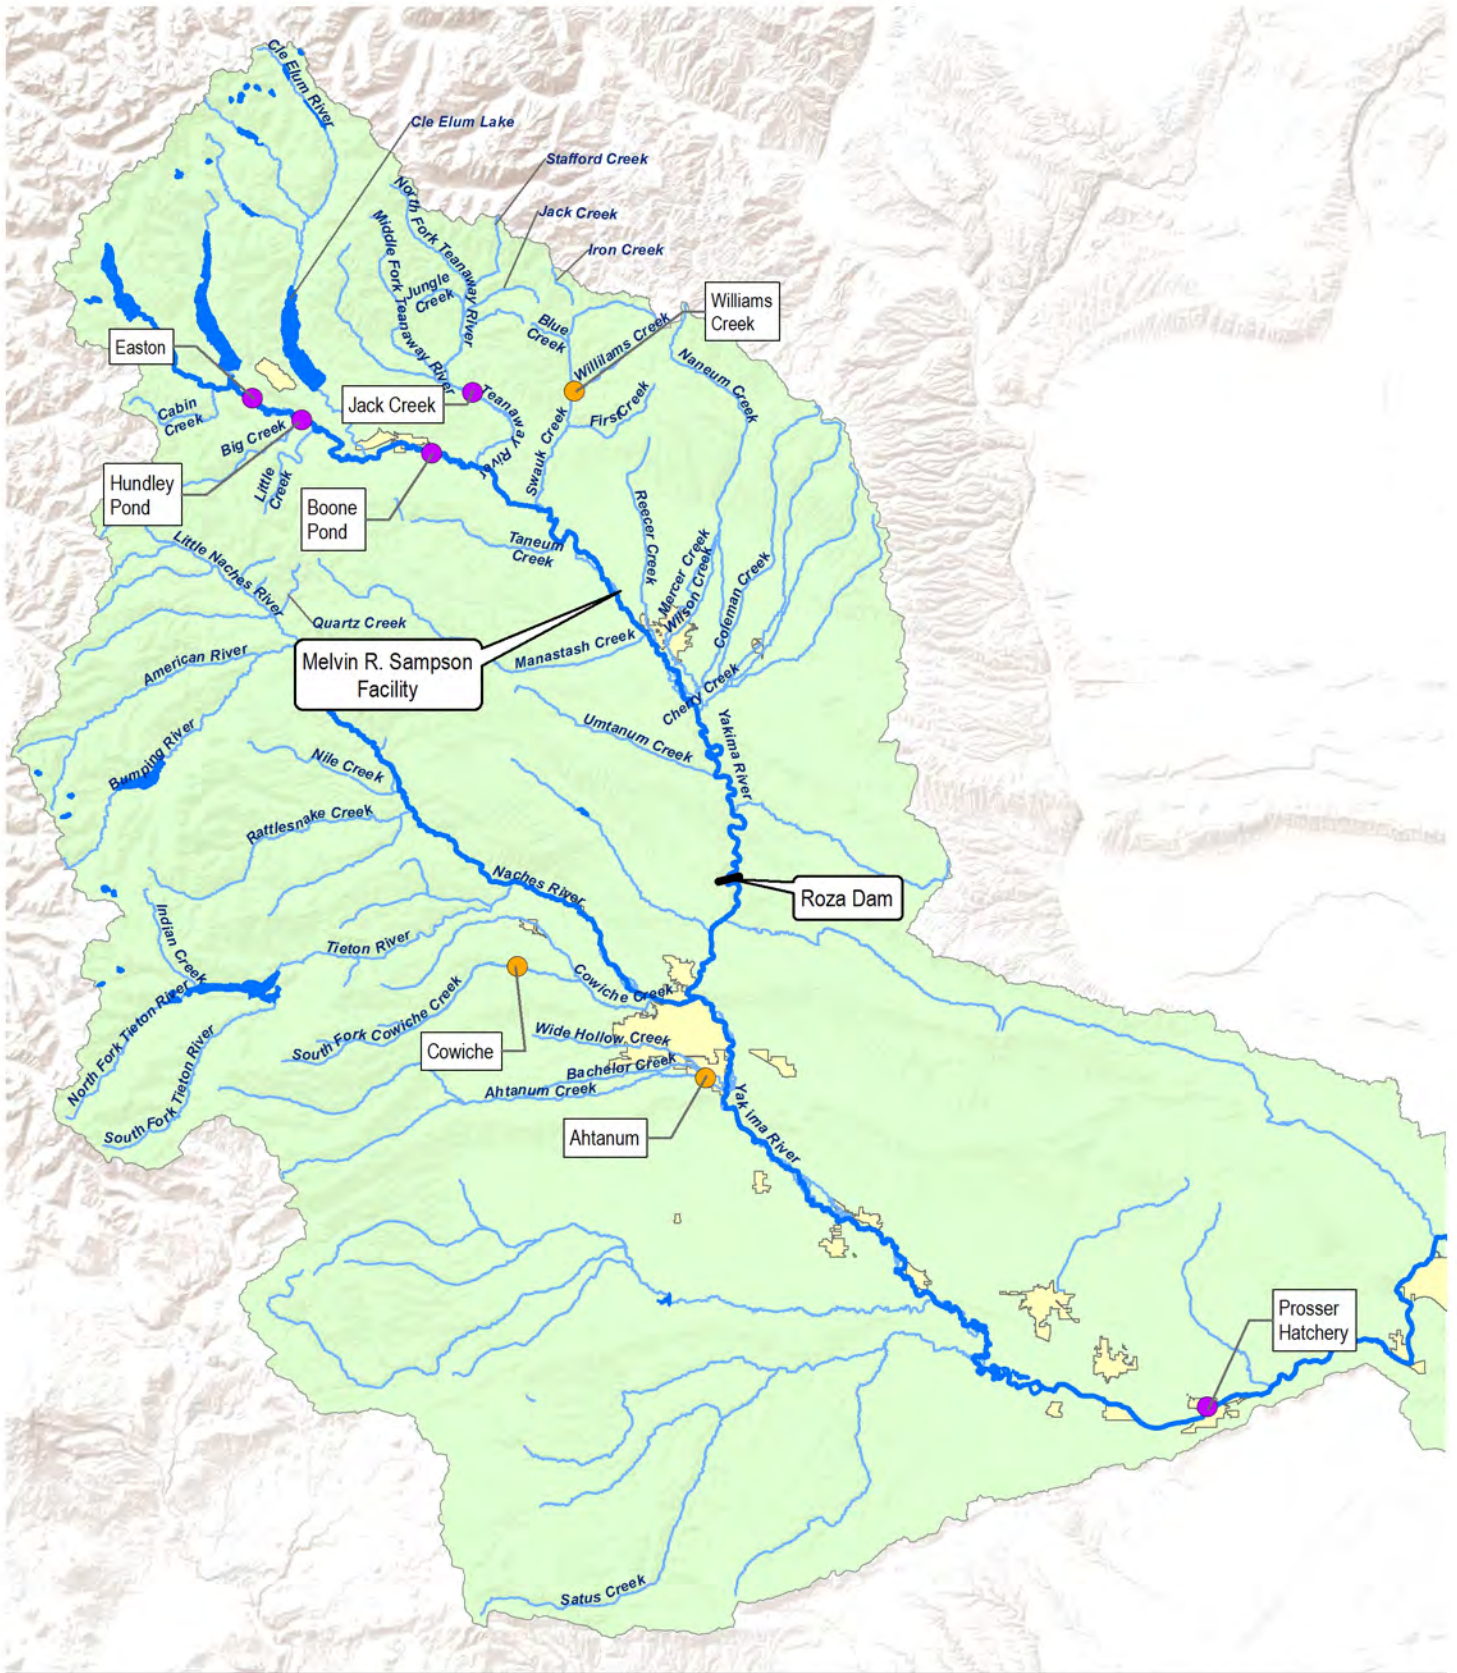 Cle Elum River
Cle Elum Lake
Stafford Creek
North Fork Teanaway River
Jack Creek
Middle Fork Teanaway River
Iron Creek
Jungle
Creek
Williams
Creek
Blue
Creek
Easton
Willilams Creek
Naneum Creek
Jack Creek
Teanaway River
Cabin
Creek
First Creek
Big Creek
Swauk Creek
Hundley
Pond
Little
Creek
Boone
Pond
Reecer Creek
Taneum
Creek
Little Naches River
Mercer Creek
Wilson Creek
Coleman Creek
Quartz Creek
Manastash Creek
American River
Melvin R. Sampson
Facility
Cherry Creek
Umtanum Creek
Yakima River
Bumping River
Nile Creek
Rattlesnake Creek
Naches River
Roza Dam
Indian Creek
Tieton River
Cowiche Creek
North Fork Tieton River
South Fork Cowiche Creek
South Fork Tieton River
Wide Hollow Creek
Cowiche
Bachelor Creek
Ahtanum Creek
Yakima River
Ahtanum
Prosser
Hatchery
Satus Creek